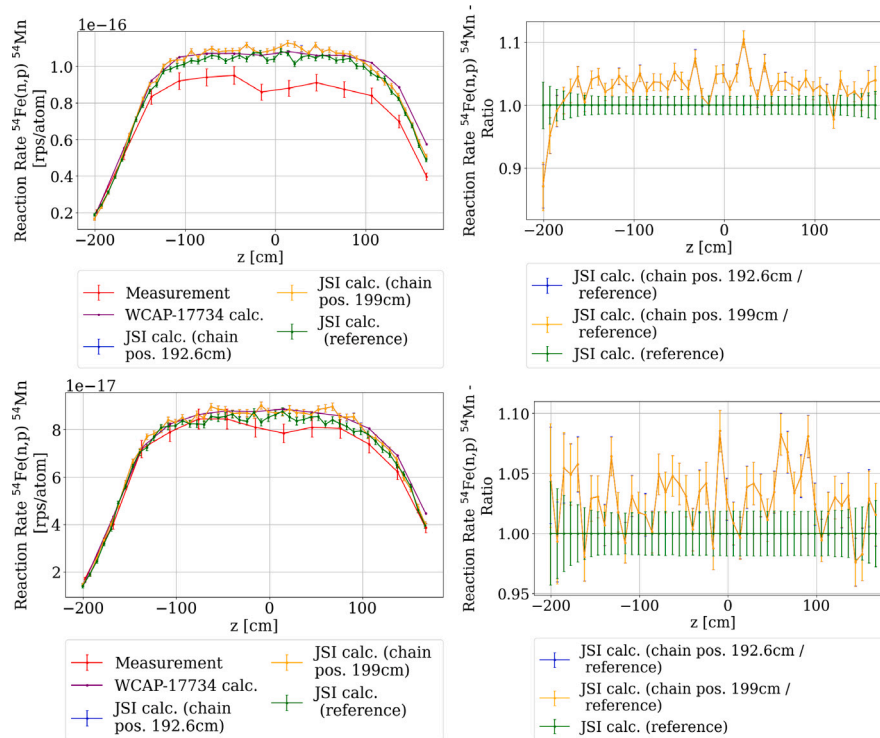 1e−16
Reaction Rate ⁵⁴Fe(n,p) ⁵⁴Mn
[rps/atom]
1.0
0.8
0.6
0.4
0.2
−200
−100
0
100
z [cm]
Measurement
WCAP-17734 calc.
JSI calc. (chain
pos. 192.6cm)
JSI calc. (chain
pos. 199cm)
JSI calc.
(reference)
Reaction Rate ⁵⁴Fe(n,p) ⁵⁴Mn -
Ratio
1.1
1.0
0.9
−200
−100
0
100
z [cm]
JSI calc. (chain pos. 192.6cm /
reference)
JSI calc. (chain pos. 199cm /
reference)
JSI calc. (reference)
1e−17
Reaction Rate ⁵⁴Fe(n,p) ⁵⁴Mn
[rps/atom]
8
6
4
2
−200
−100
0
100
z [cm]
Measurement
WCAP-17734 calc.
JSI calc. (chain
pos. 192.6cm)
JSI calc. (chain
pos. 199cm)
JSI calc.
(reference)
Reaction Rate ⁵⁴Fe(n,p) ⁵⁴Mn -
Ratio
1.10
1.05
1.00
0.95
−200
−100
0
100
z [cm]
JSI calc. (chain pos. 192.6cm /
reference)
JSI calc. (chain pos. 199cm /
reference)
JSI calc. (reference)